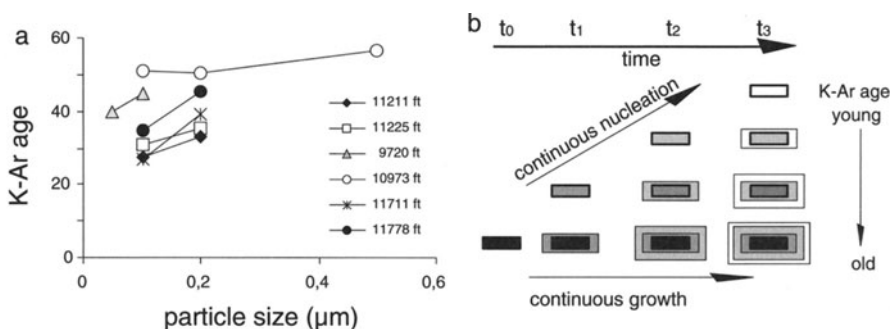 a
K-Ar age
60
40
20
0
0
0,2
0,4
0,6
particle size (µm)
11211 ft
11225 ft
9720 ft
10973 ft
11711 ft
11778 ft
b
t0 t1 t2 t3
time
continuous nucleation
continuous growth
K-Ar age
young
old